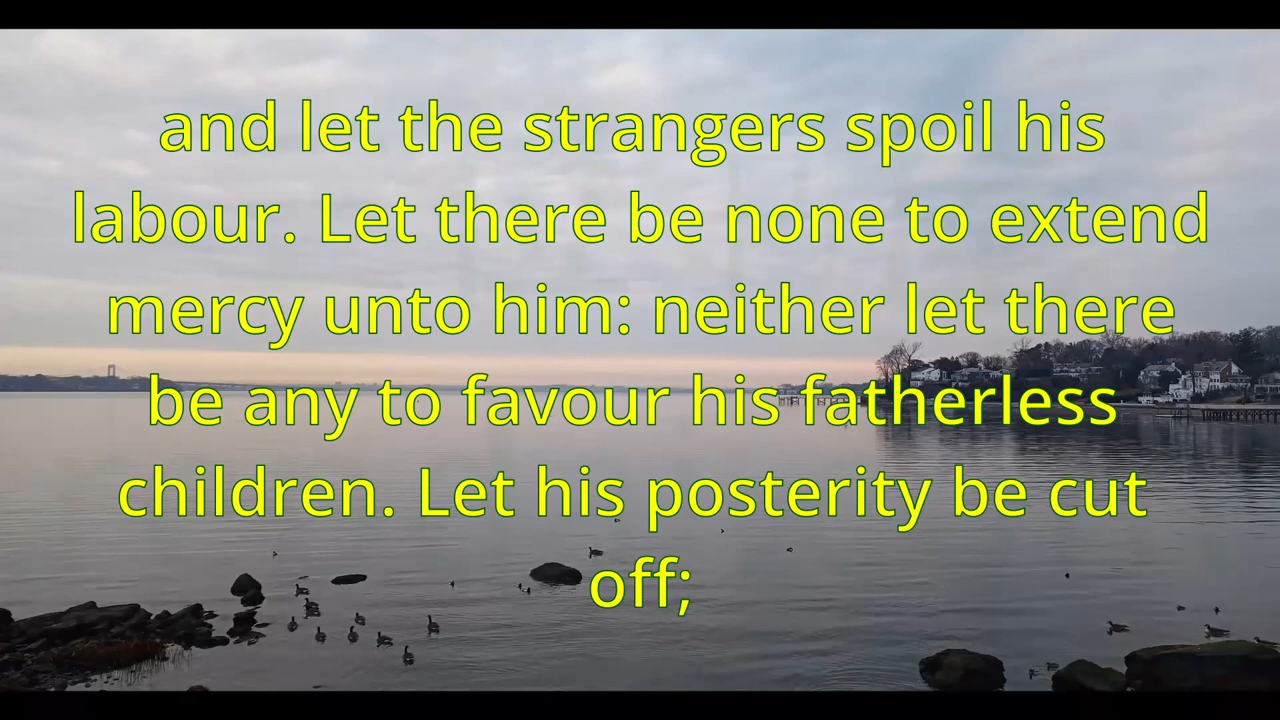 and let the strangers spoil his
labour. Let there be none to extend
mercy unto him: neither let there
be any to favour his fatherless
children. Let his posterity be cut
off;